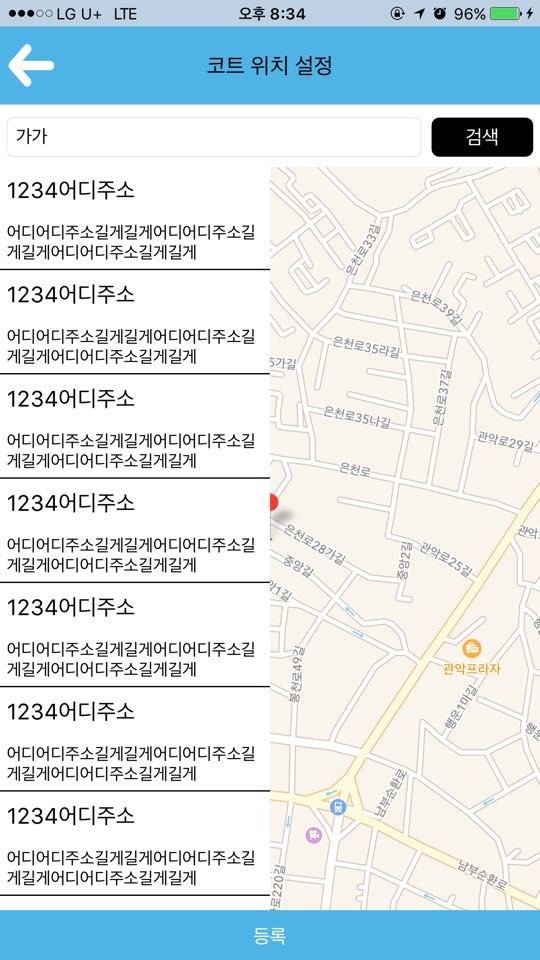 LG U+ LTE 오후 8:34 96%
코트 위치 설정
가가 검색
1234어디주소
어디어디주소길게길게어디어디주소길
게길게어디어디주소길게길게
1234어디주소
어디어디주소길게길게어디어디주소길
게길게어디어디주소길게길게
1234어디주소
어디어디주소길게길게어디어디주소길
게길게어디어디주소길게길게
1234어디주소
어디어디주소길게길게어디어디주소길
게길게어디어디주소길게길게
1234어디주소
어디어디주소길게길게어디어디주소길
게길게어디어디주소길게길게
1234어디주소
어디어디주소길게길게어디어디주소길
게길게어디어디주소길게길게
1234어디주소
어디어디주소길게길게어디어디주소길
게길게어디어디주소길게길게
은천로33길
은천로39길
은천로35라길
5가길
은천로37길
은천로35나길
관악로29길
은천로
은천로28가길
관악로25길
중앙2길
중앙길
악1길
관악프라자
봉천로49길
행운1마길
남부순환로
남부순환로
로220길
등록